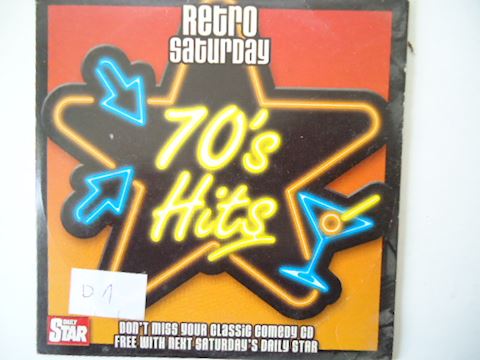 Retro
Saturday
70's
Hits
D1
DAILY
STAR
DON'T MISS YOUR CLASSIC COMEDY CD
FREE WITH NEXT SATURDAY'S DAILY STAR